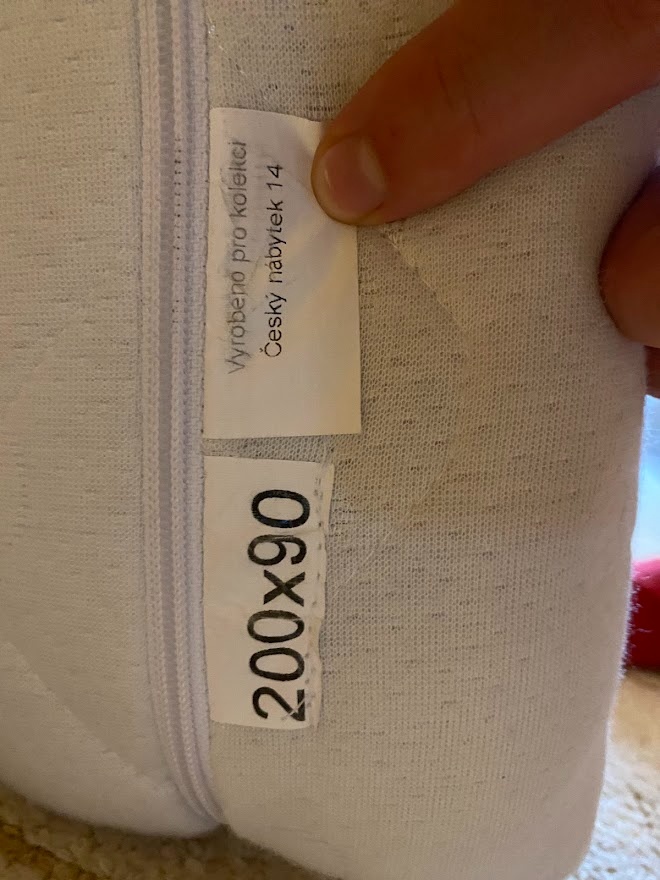 Vyrobeno pro kolekci
Český nábytek 14
200x90